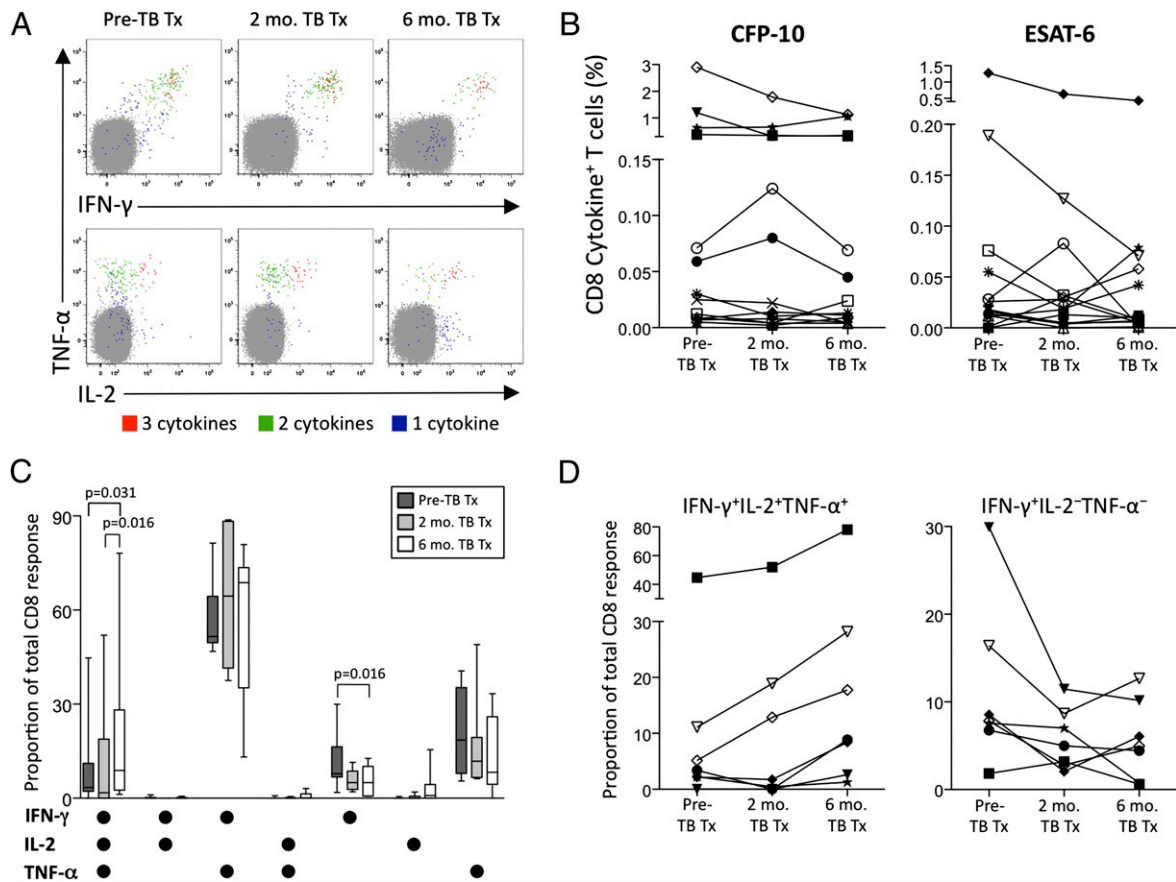 A
Pre-TB Tx 2 mo. TB Tx 6 mo. TB Tx
10⁵
10⁴
10³
0
0 10³ 10⁴ 10⁵
TNF-α
IFN-γ
IL-2
3 cytokines 2 cytokines 1 cytokine
B
CFP-10 ESAT-6
CD8 Cytokine⁺ T cells (%)
3
2
1
0.15
0.10
0.05
0.00
1.5
1.0
0.5
0.20
0.15
0.10
0.05
0.00
Pre- 2 mo. 6 mo. Pre- 2 mo. 6 mo.
TB Tx TB Tx TB Tx TB Tx TB Tx TB Tx
C
p=0.031
p=0.016
p=0.016
Pre-TB Tx
2 mo. TB Tx
6 mo. TB Tx
Proportion of total CD8 response
90
60
30
0
IFN-γ
IL-2
TNF-α
D
IFN-γ⁺IL-2⁺TNF-α⁺ IFN-γ⁺IL-2⁻TNF-α⁻
Proportion of total CD8 response
80
60
40
30
20
10
0
30
20
10
0
Pre- 2 mo. 6 mo. Pre- 2 mo. 6 mo.
TB Tx TB Tx TB Tx TB Tx TB Tx TB Tx